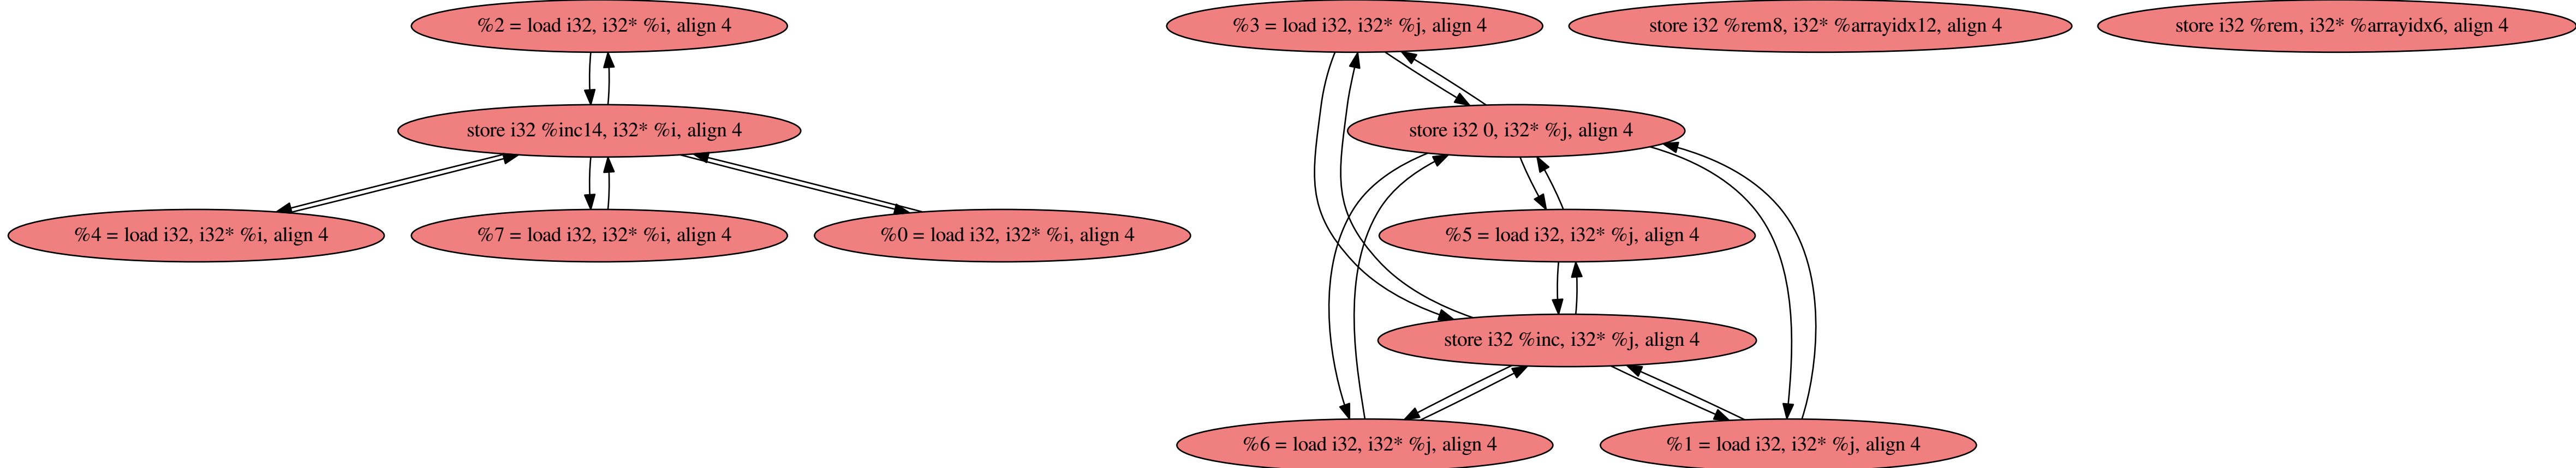 %2 = load i32, i32* %i, align 4
%3 = load i32, i32* %j, align 4
store i32 %rem8, i32* %arrayidx12, align 4
store i32 %rem, i32* %arrayidx6, align 4
store i32 %inc14, i32* %i, align 4
store i32 0, i32* %j, align 4
%4 = load i32, i32* %i, align 4
%7 = load i32, i32* %i, align 4
%0 = load i32, i32* %i, align 4
%5 = load i32, i32* %j, align 4
store i32 %inc, i32* %j, align 4
%6 = load i32, i32* %j, align 4
%1 = load i32, i32* %j, align 4